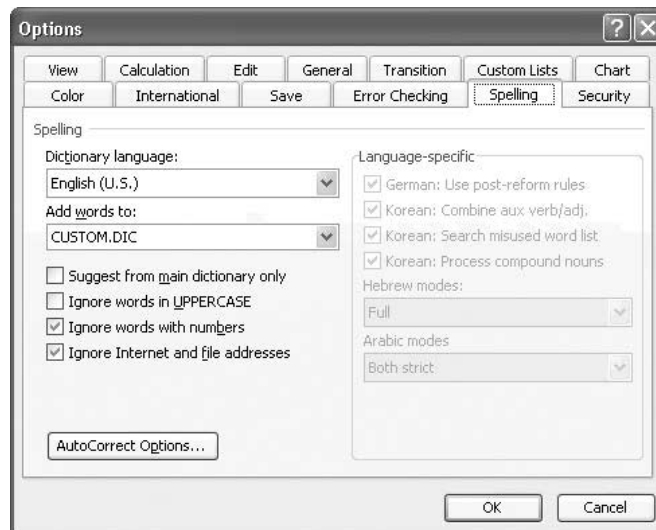 Options
View Calculation Edit General Transition Custom Lists Chart
Color International Save Error Checking Spelling Security
Spelling
Dictionary language:
English (U.S.)
Add words to:
CUSTOM.DIC
Suggest from main dictionary only
Ignore words in UPPERCASE
Ignore words with numbers
Ignore Internet and file addresses
AutoCorrect Options...
Language-specific
German: Use post-reform rules
Korean: Combine aux verb/adj.
Korean: Search misused word list
Korean: Process compound nouns
Hebrew modes:
Full
Arabic modes
Both strict
OK Cancel